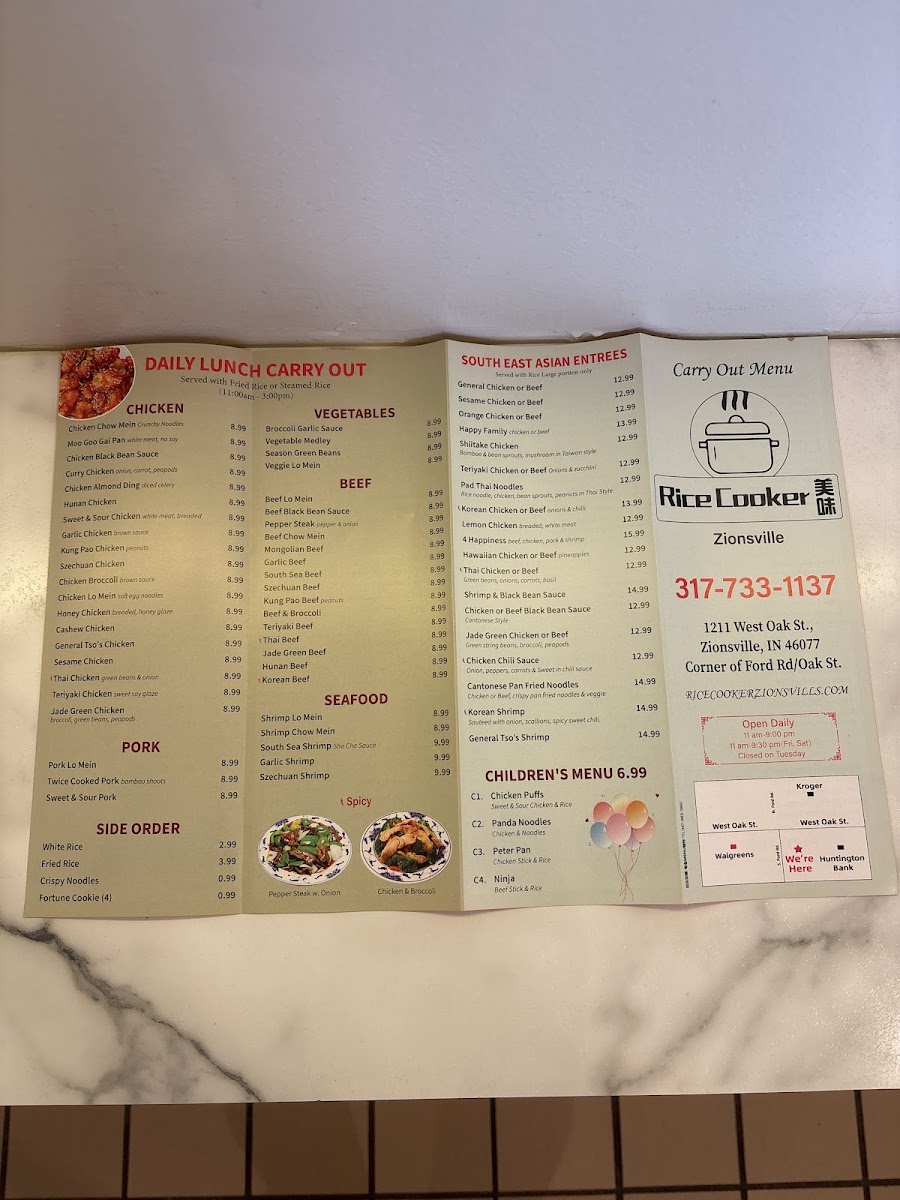 DAILY LUNCH CARRY OUT
Served with Fried Rice or Steamed Rice
(11:00am - 3:00pm)
CHICKEN
Chicken Chow Mein Crunchy Noodles 8.99
Moo Goo Gai Pan white meat, no soy 8.99
Chicken Black Bean Sauce 8.99
Curry Chicken onion, carrot, peapods 8.99
Chicken Almond Ding diced celery 8.99
Hunan Chicken 8.99
Sweet & Sour Chicken white meat, breaded 8.99
Garlic Chicken brown sauce 8.99
Kung Pao Chicken peanuts 8.99
Szechuan Chicken 8.99
Chicken Broccoli brown sauce 8.99
Chicken Lo Mein soft egg noodles 8.99
Honey Chicken breaded, honey glaze 8.99
Cashew Chicken 8.99
General Tso's Chicken 8.99
Sesame Chicken 8.99
Thai Chicken green beans & onion 8.99
Teriyaki Chicken sweet soy glaze 8.99
Jade Green Chicken 8.99
broccoli, green beans, peapods
PORK
Pork Lo Mein 8.99
Twice Cooked Pork bamboo shoots 8.99
Sweet & Sour Pork 8.99
SIDE ORDER
White Rice 2.99
Fried Rice 3.99
Crispy Noodles 0.99
Fortune Cookie (4) 0.99
VEGETABLES
Broccoli Garlic Sauce 8.99
Vegetable Medley 8.99
Season Green Beans 8.99
Veggie Lo Mein 8.99
BEEF
Beef Lo Mein 8.99
Beef Black Bean Sauce 8.99
Pepper Steak pepper & onion 8.99
Beef Chow Mein 8.99
Mongolian Beef 8.99
Garlic Beef 8.99
South Sea Beef 8.99
Szechuan Beef 8.99
Kung Pao Beef peanuts 8.99
Beef & Broccoli 8.99
Teriyaki Beef 8.99
Thai Beef 8.99
Jade Green Beef 8.99
Hunan Beef 8.99
Korean Beef 8.99
SEAFOOD
Shrimp Lo Mein 8.99
Shrimp Chow Mein 8.99
South Sea Shrimp Sha Cha Sauce 9.99
Garlic Shrimp 9.99
Szechuan Shrimp 9.99
Spicy
Pepper Steak w. Onion
Chicken & Broccoli
SOUTH EAST ASIAN ENTREES
Served with Rice Large portion only
General Chicken or Beef 12.99
Sesame Chicken or Beef 12.99
Orange Chicken or Beef 12.99
Happy Family chicken or beef 13.99
Shiitake Chicken 12.99
Bamboo & bean sprouts, mushroom in Taiwan style
Teriyaki Chicken or Beef Onions & zucchini 12.99
Pad Thai Noodles 12.99
Rice noodle, chicken, bean sprouts, peanuts in Thai Style
Korean Chicken or Beef onions & chilli 13.99
Lemon Chicken breaded, white meat 12.99
4 Happiness beef, chicken, pork & shrimp 15.99
Hawaiian Chicken or Beef pineapples 12.99
Thai Chicken or Beef 12.99
Green beans, onions, carrots, basil
Shrimp & Black Bean Sauce 14.99
Chicken or Beef Black Bean Sauce 12.99
Cantonese Style
Jade Green Chicken or Beef 12.99
Green string beans, broccoli, peapods
Chicken Chili Sauce 12.99
Onion, peppers, carrots & Sweet in chili sauce
Cantonese Pan Fried Noodles 14.99
Chicken or Beef, crispy pan fried noodles & veggie
Korean Shrimp 14.99
Sauteed with onion, scallions, spicy sweet chili,
General Tso's Shrimp 14.99
CHILDREN'S MENU 6.99
C1. Chicken Puffs
Sweet & Sour Chicken & Rice
C2. Panda Noodles
Chicken & Noodles
C3. Peter Pan
Chicken Stick & Rice
C4. Ninja
Beef Stick & Rice
Carry Out Menu
Rice Cooker 美味
Zionsville
317-733-1137
1211 West Oak St.,
Zionsville, IN 46077
Corner of Ford Rd/Oak St.
RICECOOKERZIONSVILLS.COM
Open Daily
11 am-9:00 pm
11 am-9:30 pm(Fri, Sat)
Closed on Tuesday
Kroger
N. Ford Rd.
West Oak St. West Oak St.
Walgreens
S. Ford Rd.
We're Here
Huntington Bank